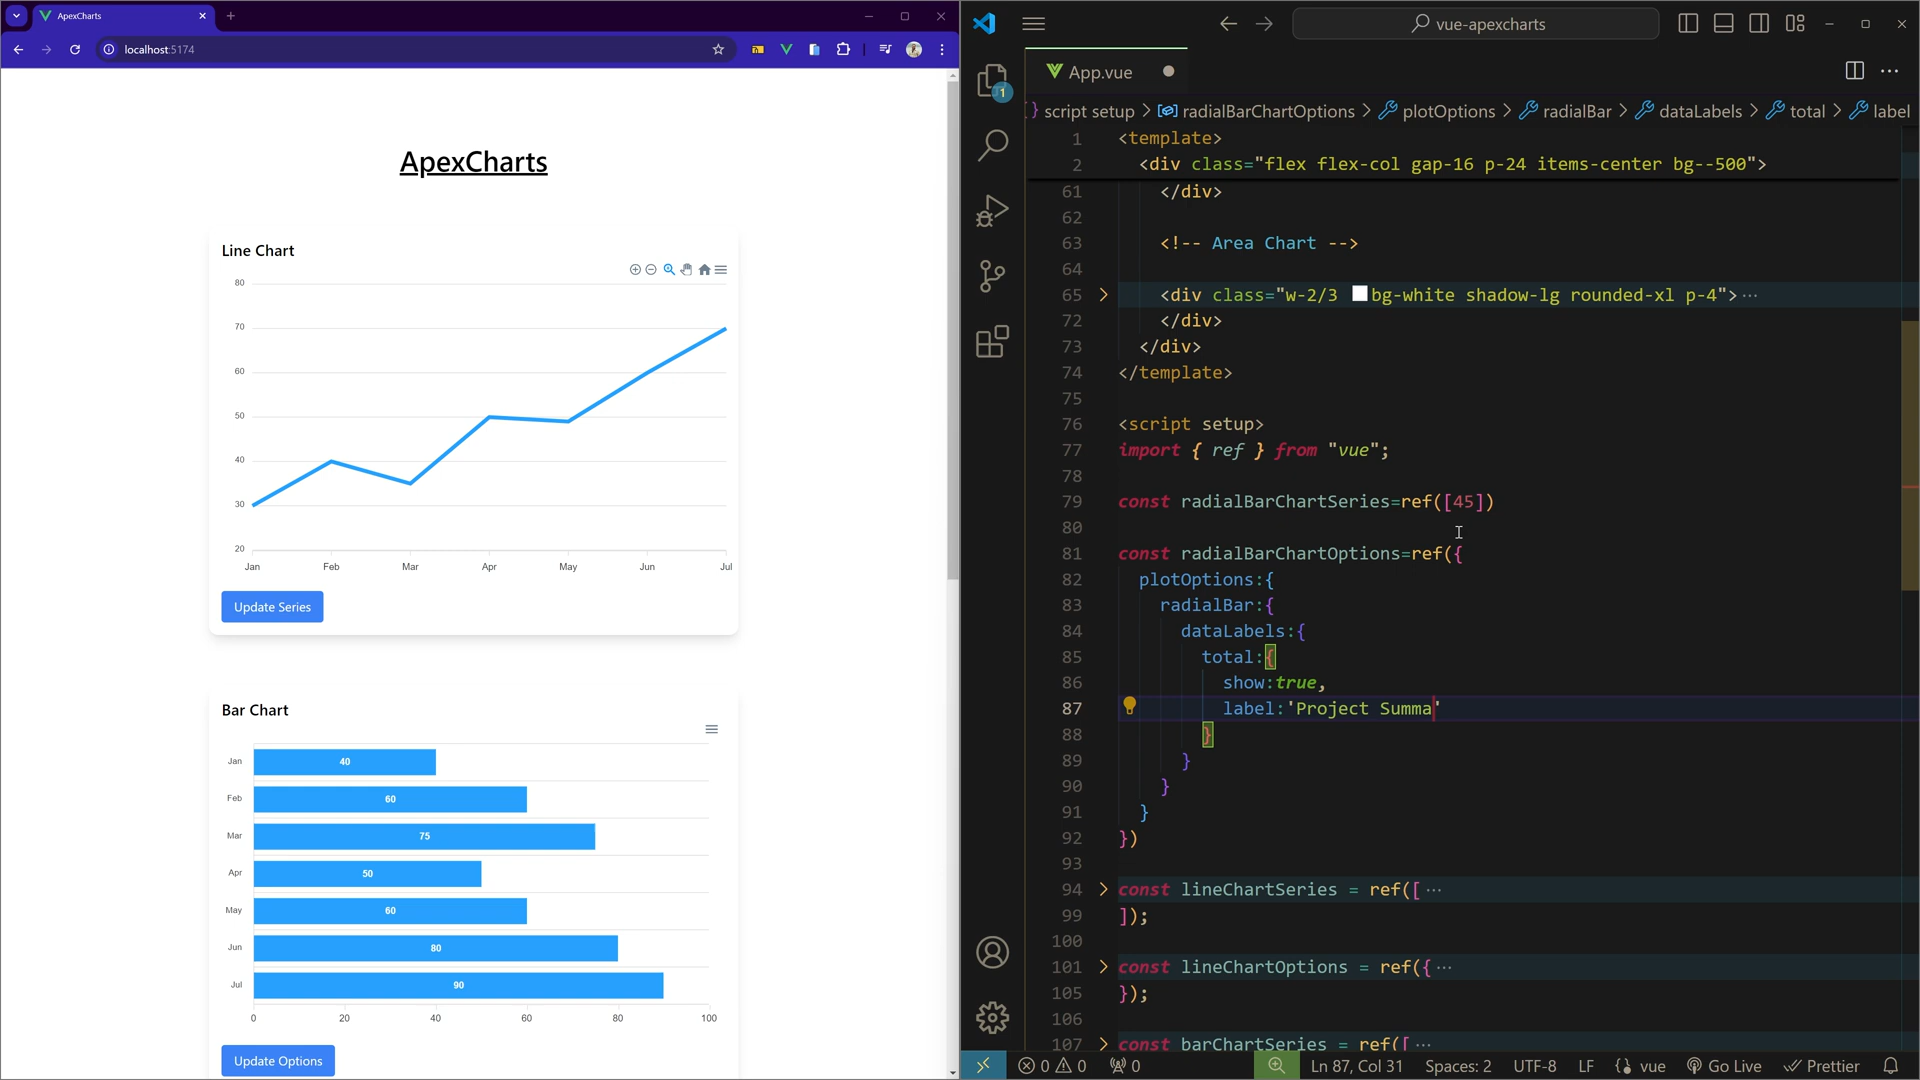 ApexCharts
localhost:5174
ApexCharts
Line Chart
80
70
60
50
40
30
20
Jan Feb Mar Apr May Jun Jul
Update Series
Bar Chart
Jan 40
Feb 60
Mar 75
Apr 50
May 60
Jun 80
Jul 90
0 20 40 60 80 100
Update Options
vue-apexcharts
1
App.vue
script setup > radialBarChartOptions > plotOptions > radialBar > dataLabels > total > label
1 <template>
2 <div class="flex flex-col gap-16 p-24 items-center bg--500">
61 </div>
62
63 <!-- Area Chart -->
64
65 <div class="w-2/3 bg-white shadow-lg rounded-xl p-4">···
72 </div>
73 </div>
74 </template>
75
76 <script setup>
77 import { ref } from "vue";
78
79 const radialBarChartSeries=ref([45])
80
81 const radialBarChartOptions=ref({
82 plotOptions:{
83 radialBar:{
84 dataLabels:{
85 total:{
86 show:true,
87 label:'Project Summa'
88 }
89 }
90 }
91 }
92 })
93
94 const lineChartSeries = ref([···
99 ]);
100
101 const lineChartOptions = ref({···
105 });
106
107 const barChartSeries = ref([···
0 0 0 Ln 87, Col 31 Spaces: 2 UTF-8 LF vue Go Live Prettier